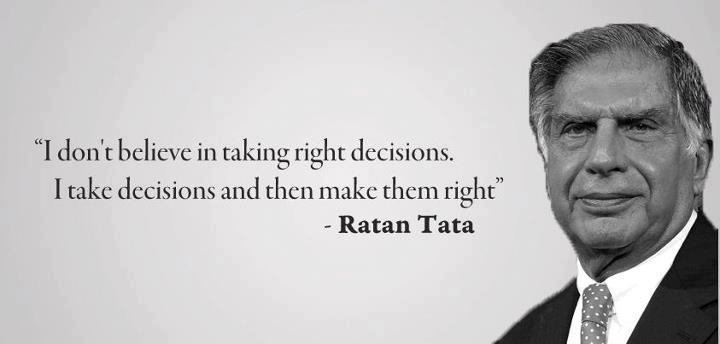 “I don't believe in taking right decisions.
I take decisions and then make them right”
- Ratan Tata